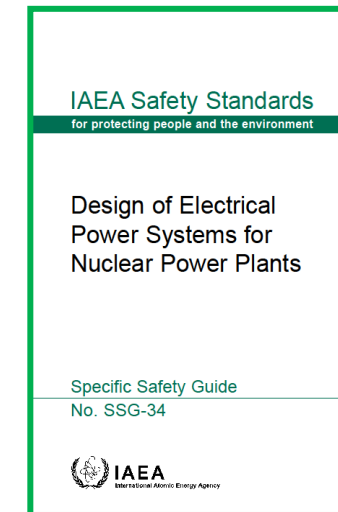 IAEA Safety Standards
for protecting people and the environment
Design of Electrical
Power Systems for
Nuclear Power Plants
Specific Safety Guide
No. SSG-34
IAEA
International Atomic Energy Agency